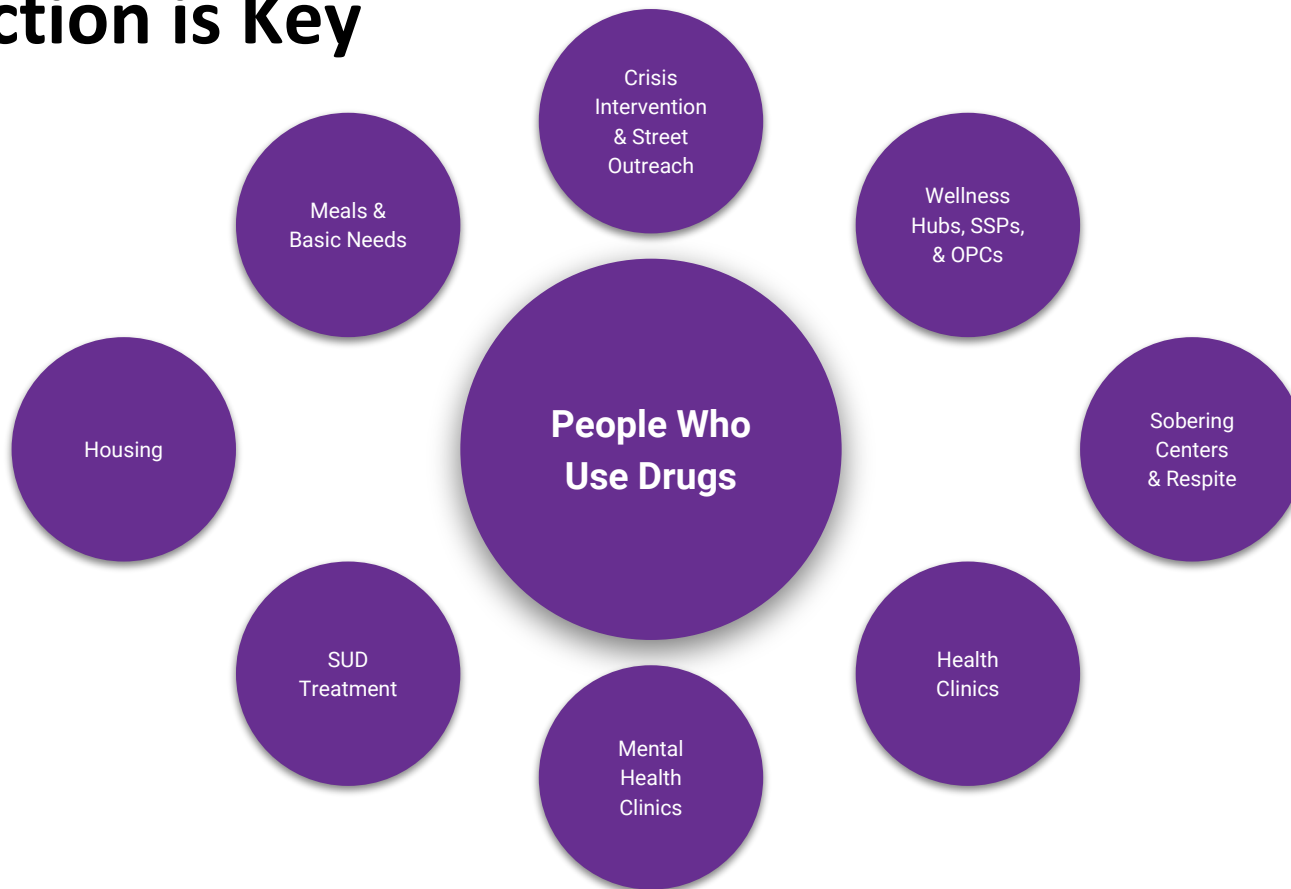 ction is Key
Crisis
Intervention
& Street
Outreach
Meals &
Basic Needs
Wellness
Hubs, SSPs,
& OPCs
Housing
People Who
Use Drugs
Sobering
Centers
& Respite
SUD
Treatment
Health
Clinics
Mental
Health
Clinics